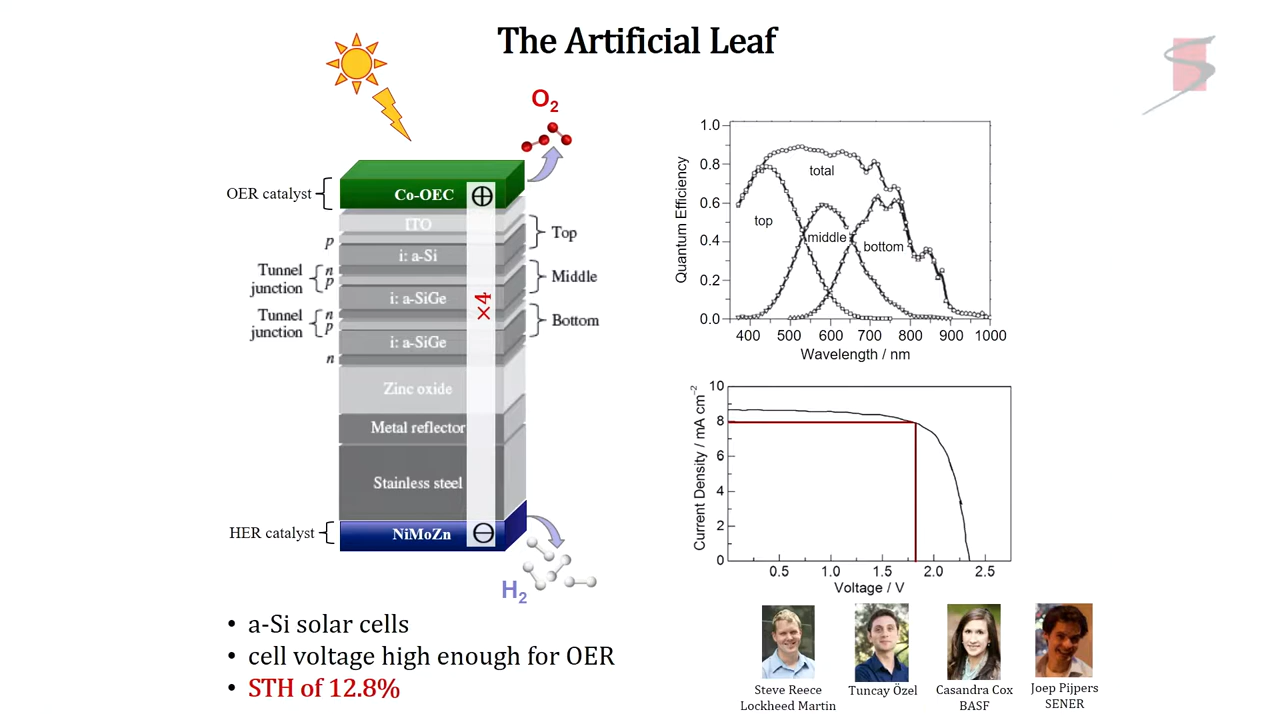 The Artificial Leaf
O2
OER catalyst
Co-OEC
⊕
ITO
Top
p
i: a-Si
Tunnel
junction
n
p
Middle
i: a-SiGe
×4
Tunnel
junction
n
p
Bottom
i: a-SiGe
n
Zinc oxide
Metal reflector
Stainless steel
HER catalyst
NiMoZn
⊖
H2
• a-Si solar cells
• cell voltage high enough for OER
• STH of 12.8%
Quantum Efficiency
1.0
0.8
0.6
0.4
0.2
0.0
total
top
middle
bottom
400 500 600 700 800 900 1000
Wavelength / nm
Current Density / mA cm−2
10
8
6
4
2
0
0.5 1.0 1.5 2.0 2.5
Voltage / V
Steve Reece
Lockheed Martin
Tuncay Özel
Casandra Cox
BASF
Joep Pijpers
SENER